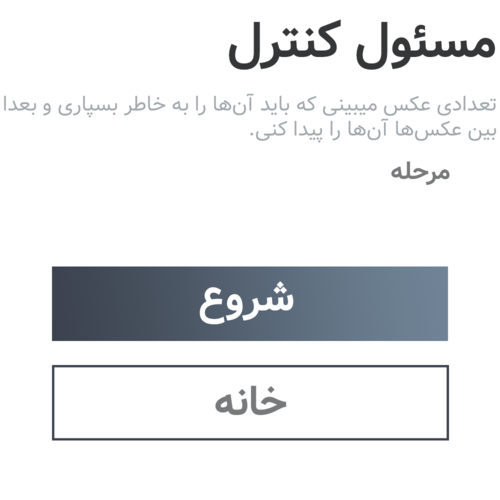 مسئول کنترل
تعدادی عکس میبینی که باید آن‌ها را به خاطر بسپاری و بعدا
بین عکس‌ها آن‌ها را پیدا کنی.
مرحله
شروع
خانه